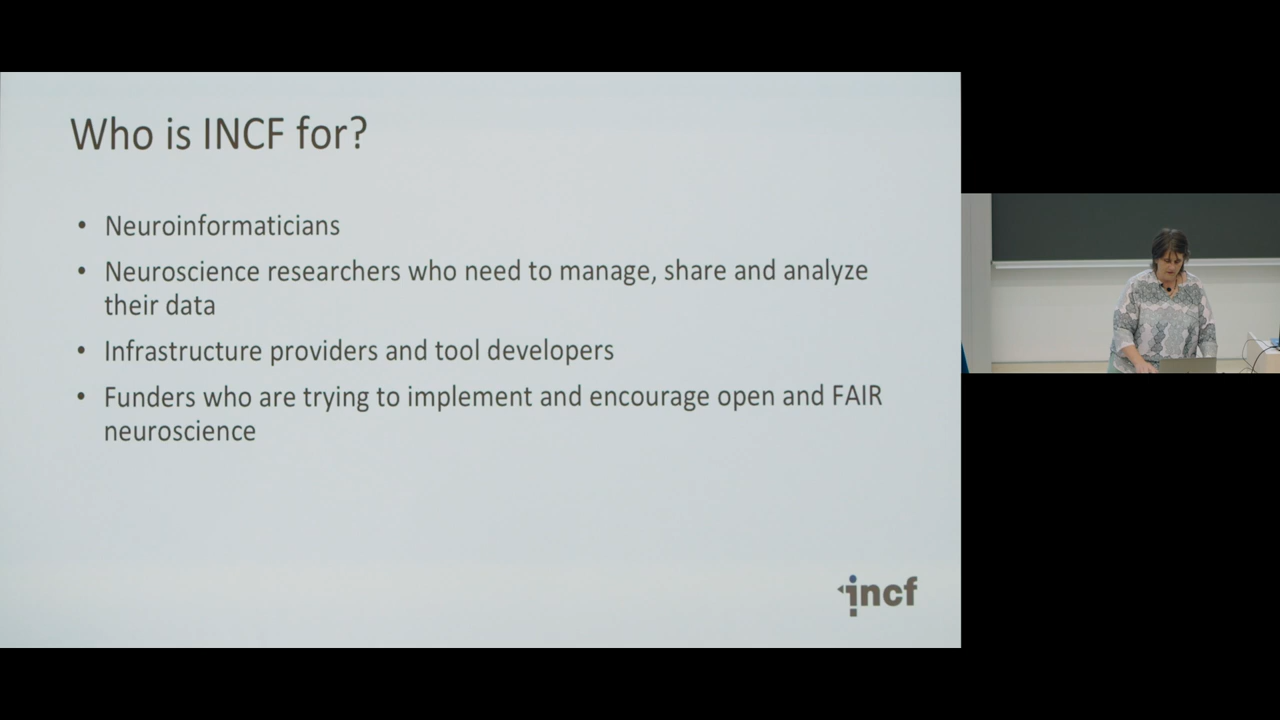 Who is INCF for?
• Neuroinformaticians
• Neuroscience researchers who need to manage, share and analyze
their data
• Infrastructure providers and tool developers
• Funders who are trying to implement and encourage open and FAIR
neuroscience
incf